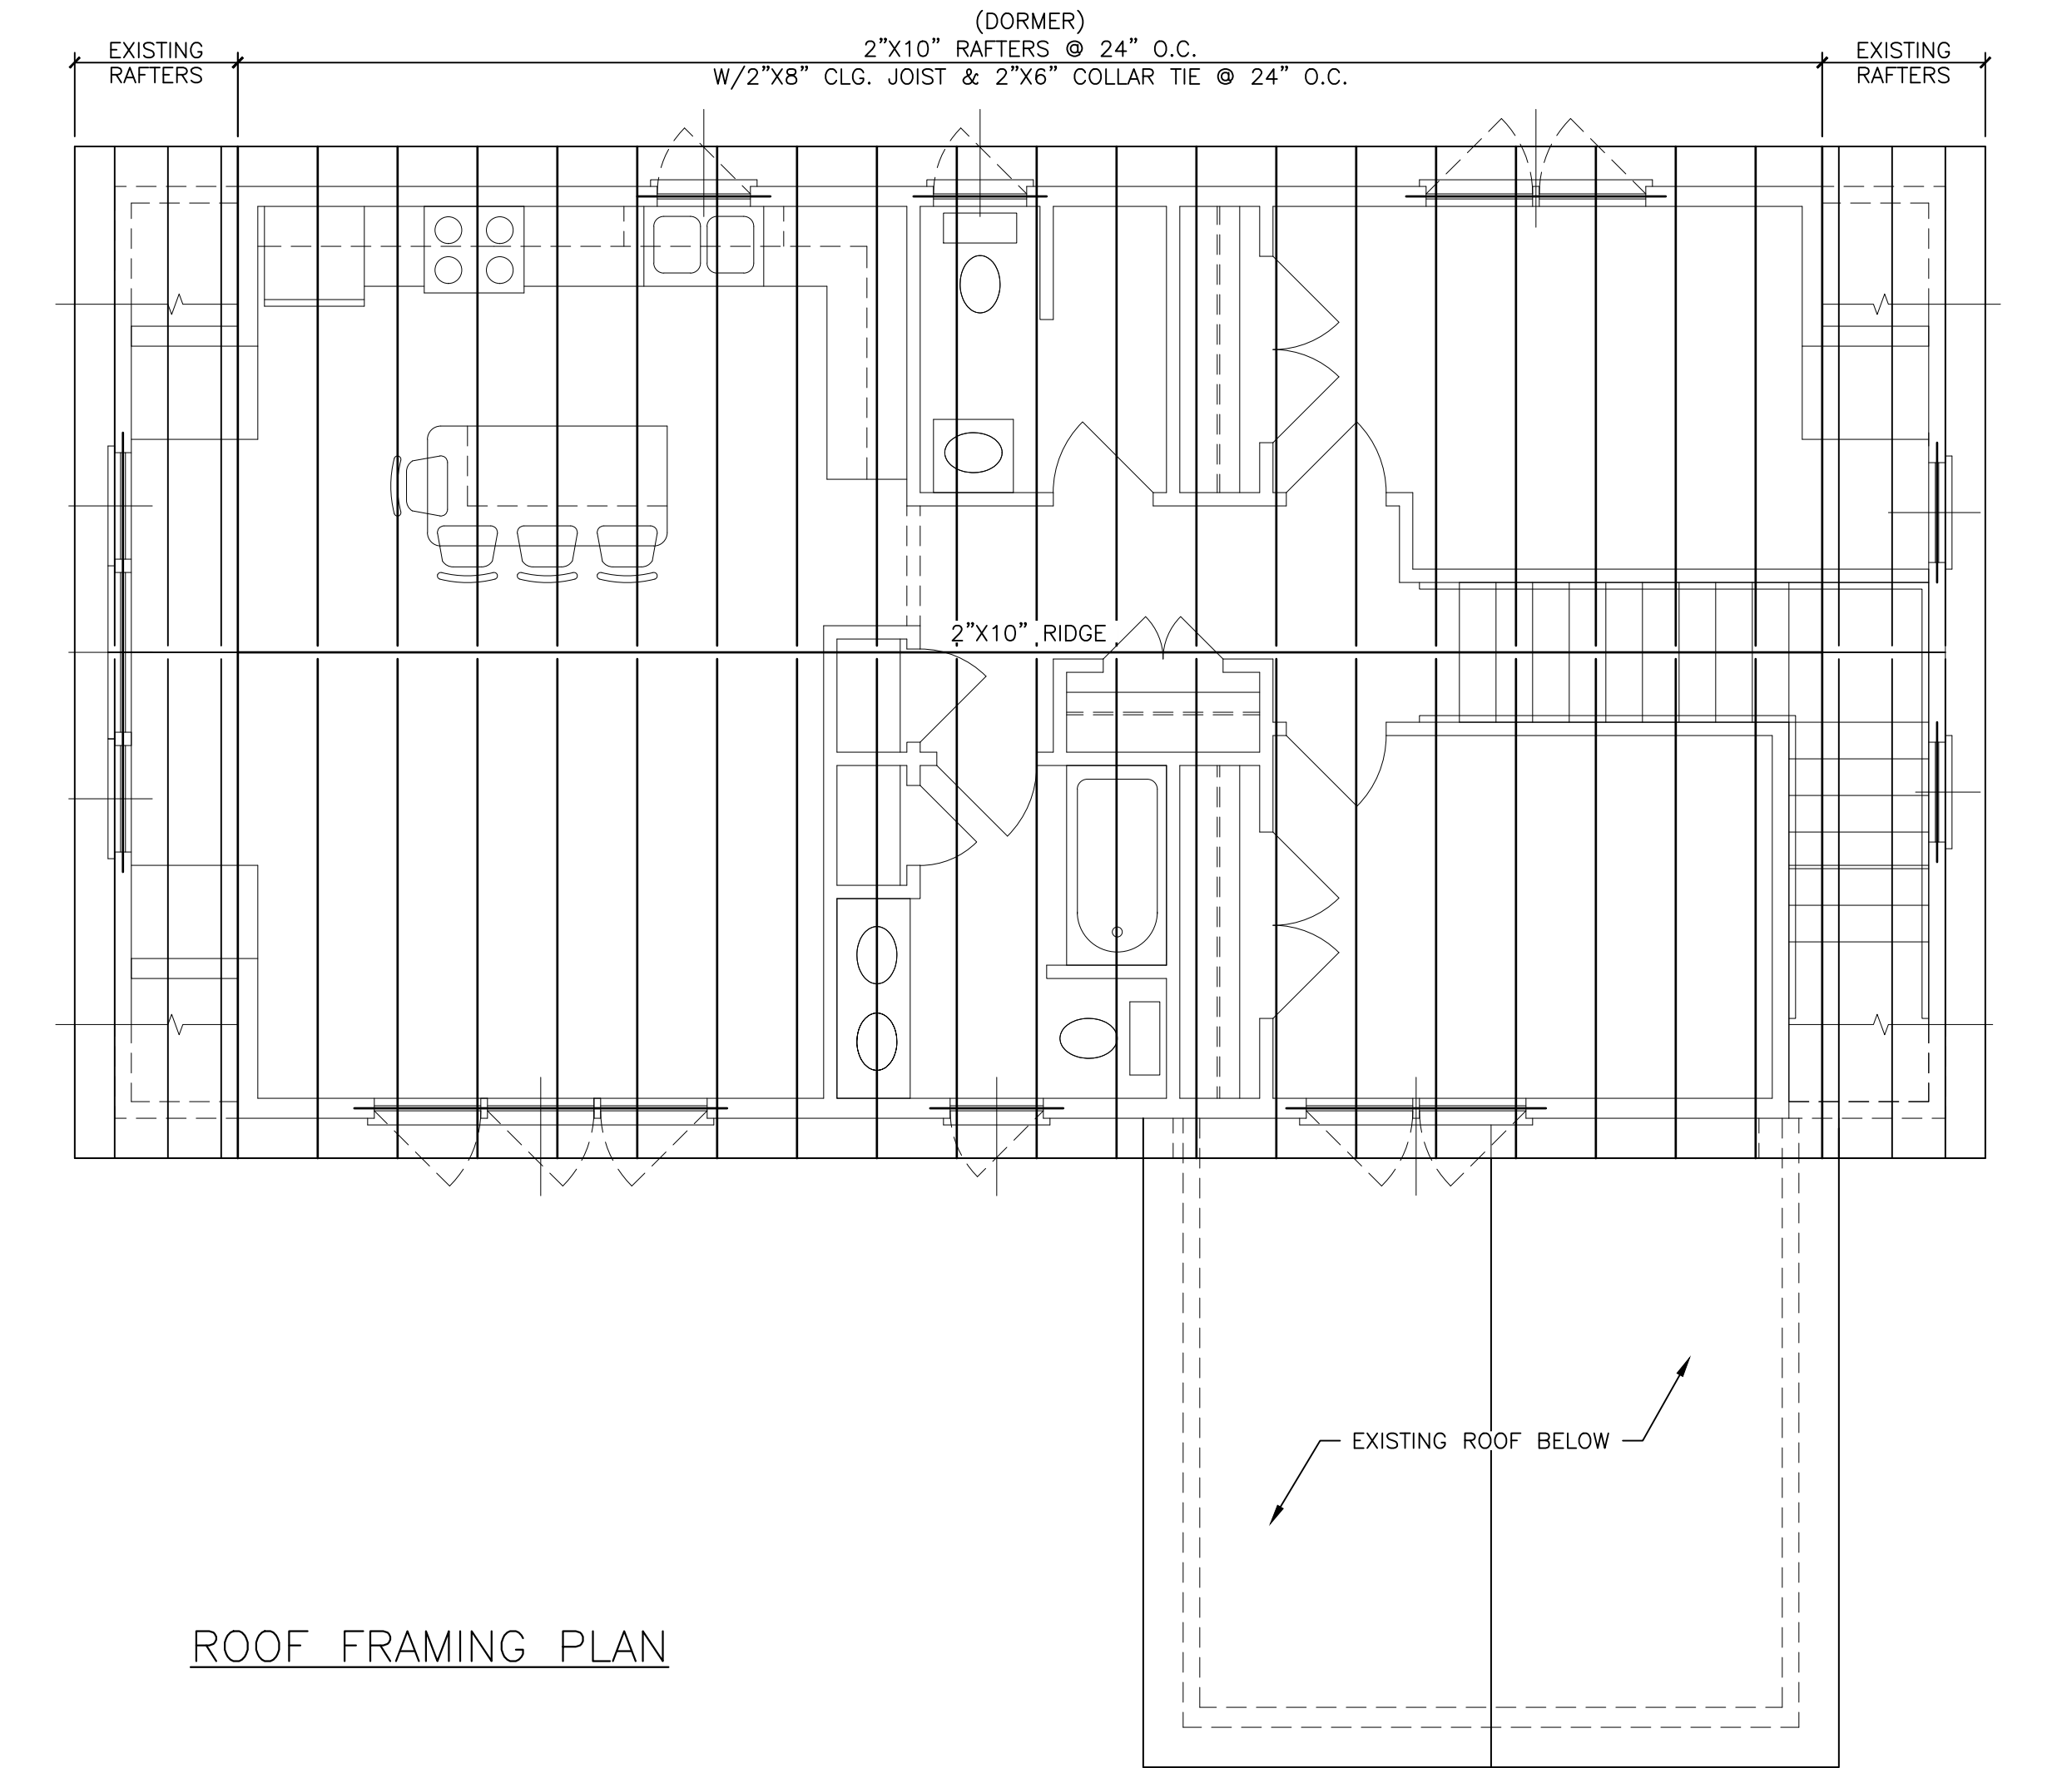 (DORMER)
EXISTING
RAFTERS
2"X10" RAFTERS @ 24" O.C.
W/2"X8" CLG. JOIST & 2"X6" COLLAR TIE @ 24" O.C.
EXISTING
RAFTERS
2"X10" RIDGE
EXISTING ROOF BELOW
ROOF FRAMING PLAN